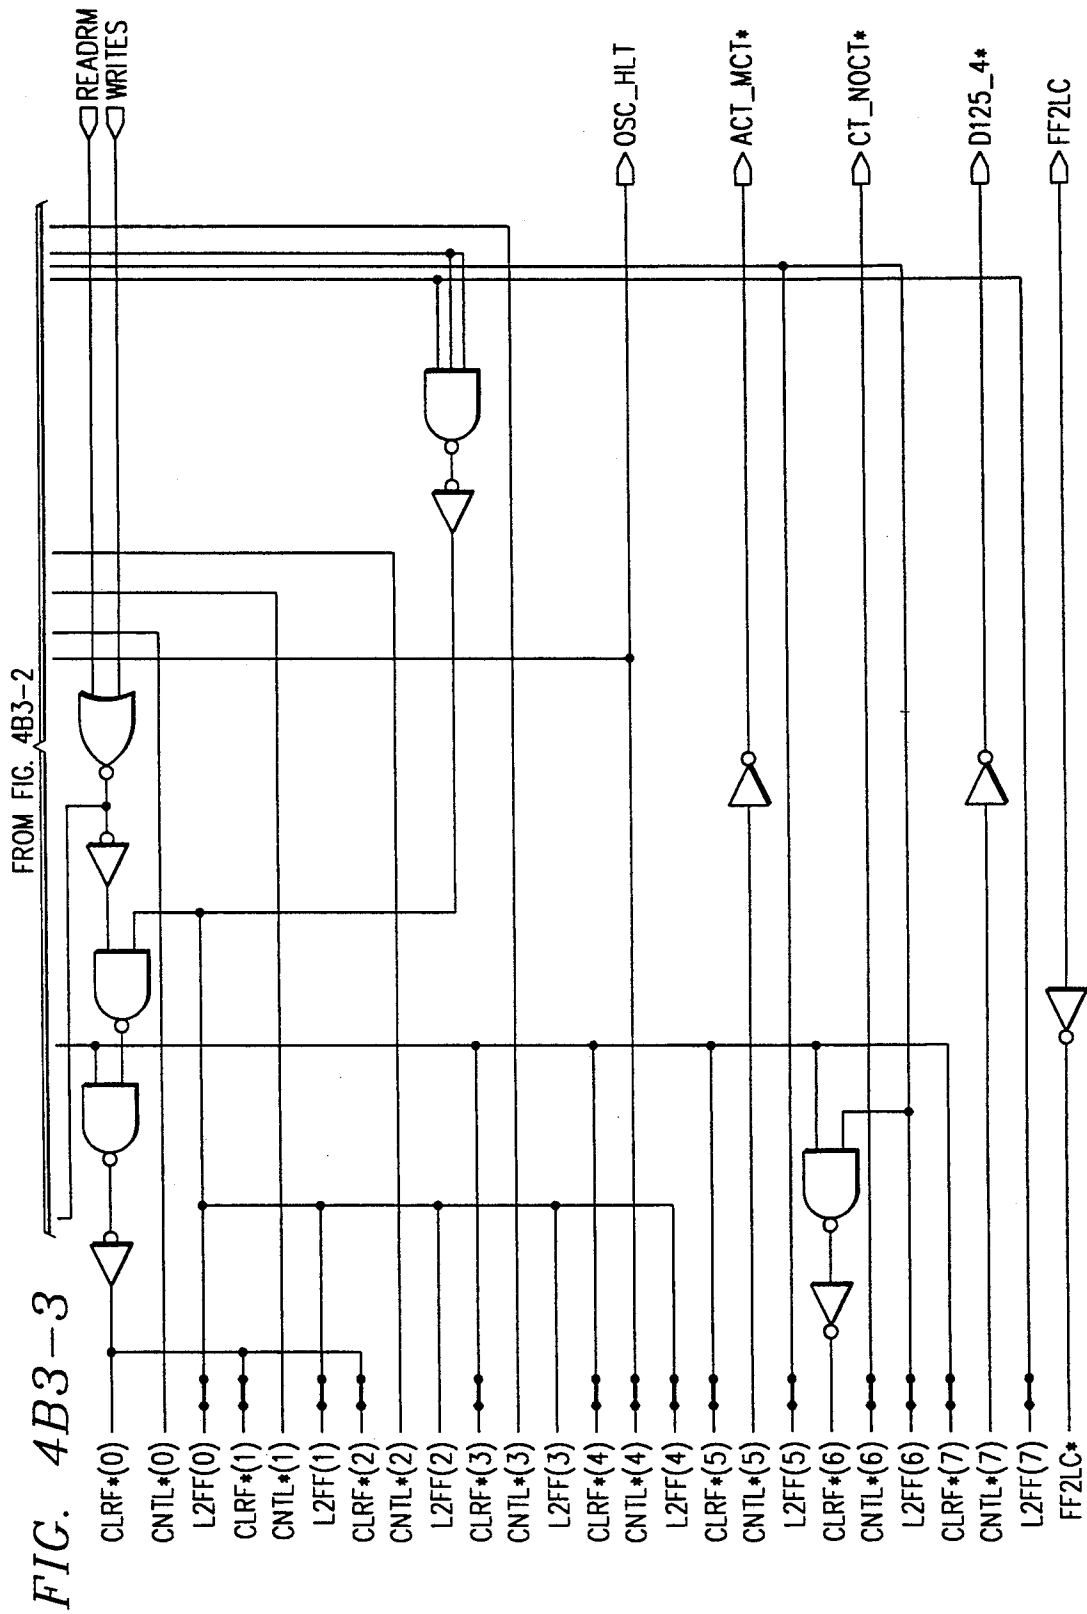 FIG. 4B3-3
FROM FIG. 4B3-2
READRM
WRITES
OSC_HLT
ACT_MCT*
CT_NOCT*
D125_4*
FF2LC
CLRF*(0)
CNTL*(0)
L2FF(0)
CLRF*(1)
CNTL*(1)
L2FF(1)
CLRF*(2)
CNTL*(2)
L2FF(2)
CLRF*(3)
CNTL*(3)
L2FF(3)
CLRF*(4)
CNTL*(4)
L2FF(4)
CLRF*(5)
CNTL*(5)
L2FF(5)
CLRF*(6)
CNTL*(6)
L2FF(6)
CLRF*(7)
CNTL*(7)
L2FF(7)
FF2LC*